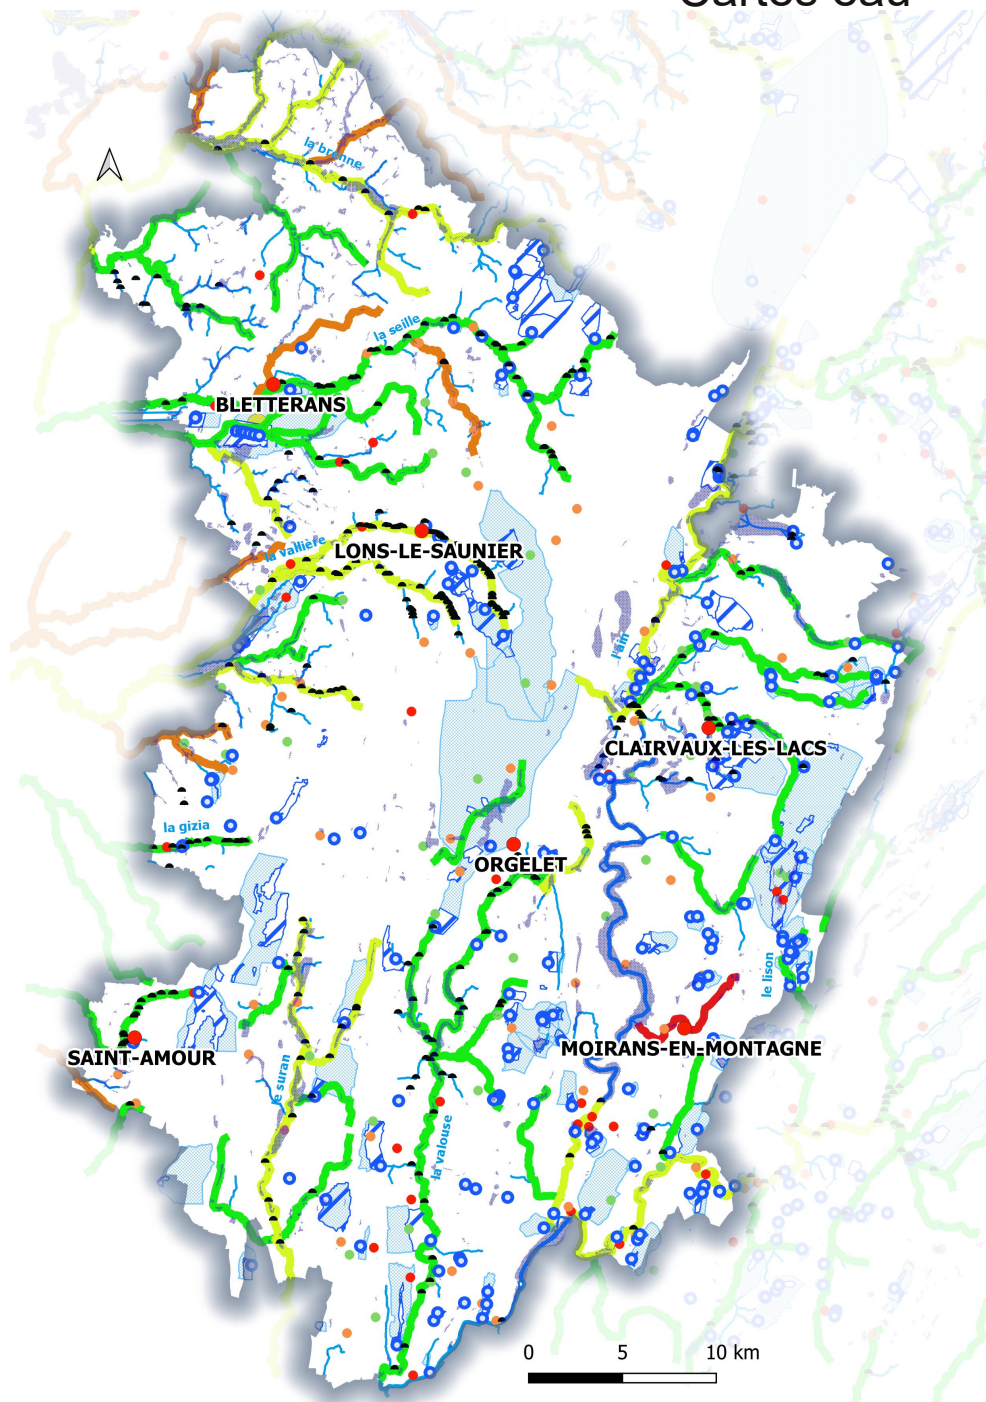 Cartes eau
la brenne
la seille
BLETTERANS
la vallière
LONS-LE-SAUNIER
l'ain
CLAIRVAUX-LES-LACS
la gizia
ORGELET
le lison
SAINT-AMOUR
MOIRANS-EN-MONTAGNE
le suran
la valouse
0 5 10 km